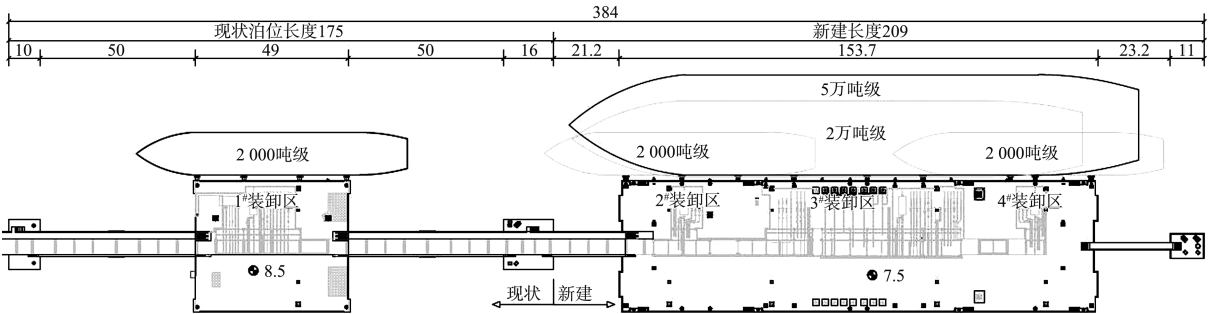 384
现状泊位长度175 新建长度209
10 50 49 50 16 21.2 153.7 23.2 11
5万吨级
2万吨级
2 000吨级 2 000吨级 2 000吨级
1#装卸区 2#装卸区 3#装卸区 4#装卸区
8.5 7.5
现状 新建